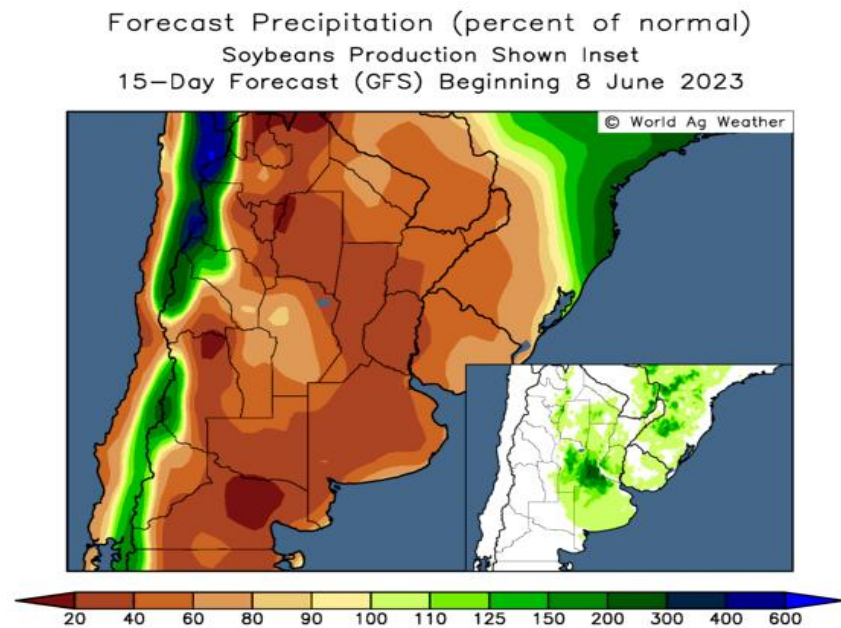 Forecast Precipitation (percent of normal)
Soybeans Production Shown Inset
15-Day Forecast (GFS) Beginning 8 June 2023
© World Ag Weather
20 40 60 80 90 100 110 125 150 200 300 400 600